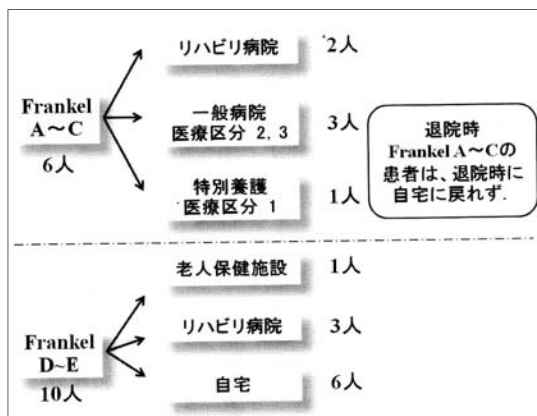 Frankel
A～C
6人
リハビリ病院
2人
一般病院
医療区分 2, 3
3人
特別養護
医療区分 1
1人
退院時
Frankel A～Cの
患者は、退院時に
自宅に戻れず.
Frankel
D~E
10人
老人保健施設
1人
リハビリ病院
3人
自宅
6人